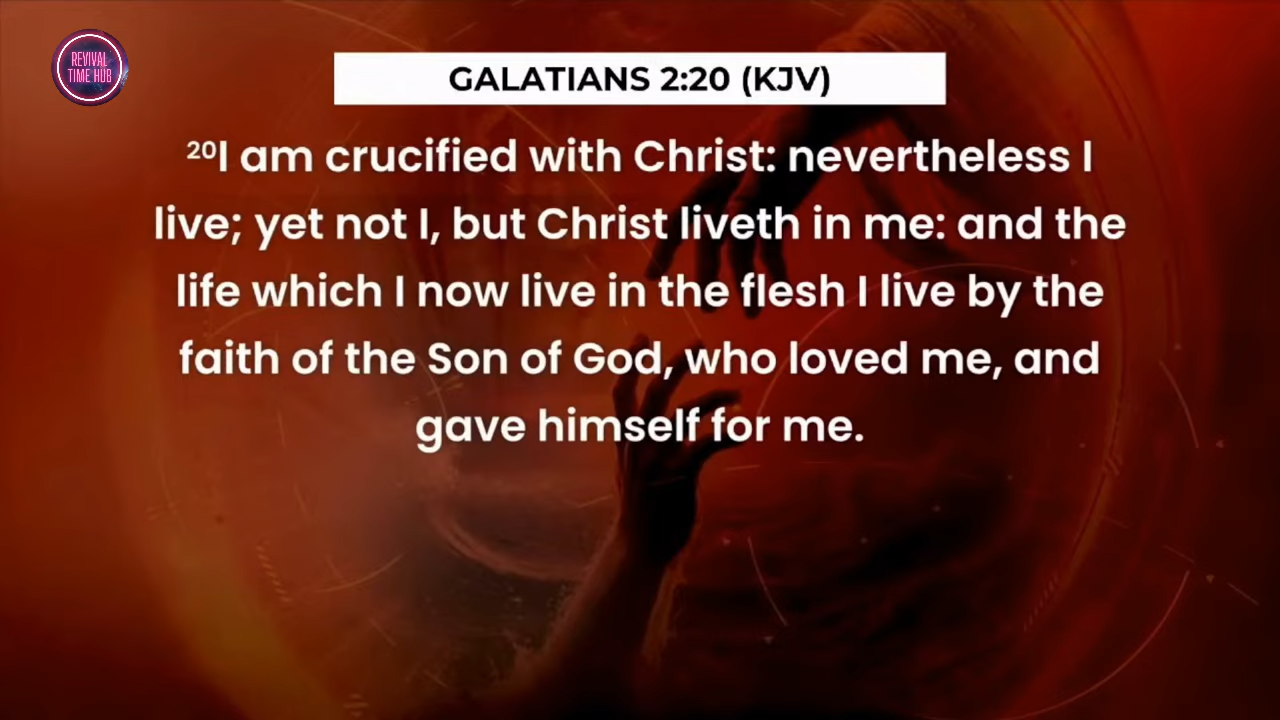 REVIVAL
TIME HUB
GALATIANS 2:20 (KJV)
²⁰I am crucified with Christ: nevertheless I
live; yet not I, but Christ liveth in me: and the
life which I now live in the flesh I live by the
faith of the Son of God, who loved me, and
gave himself for me.